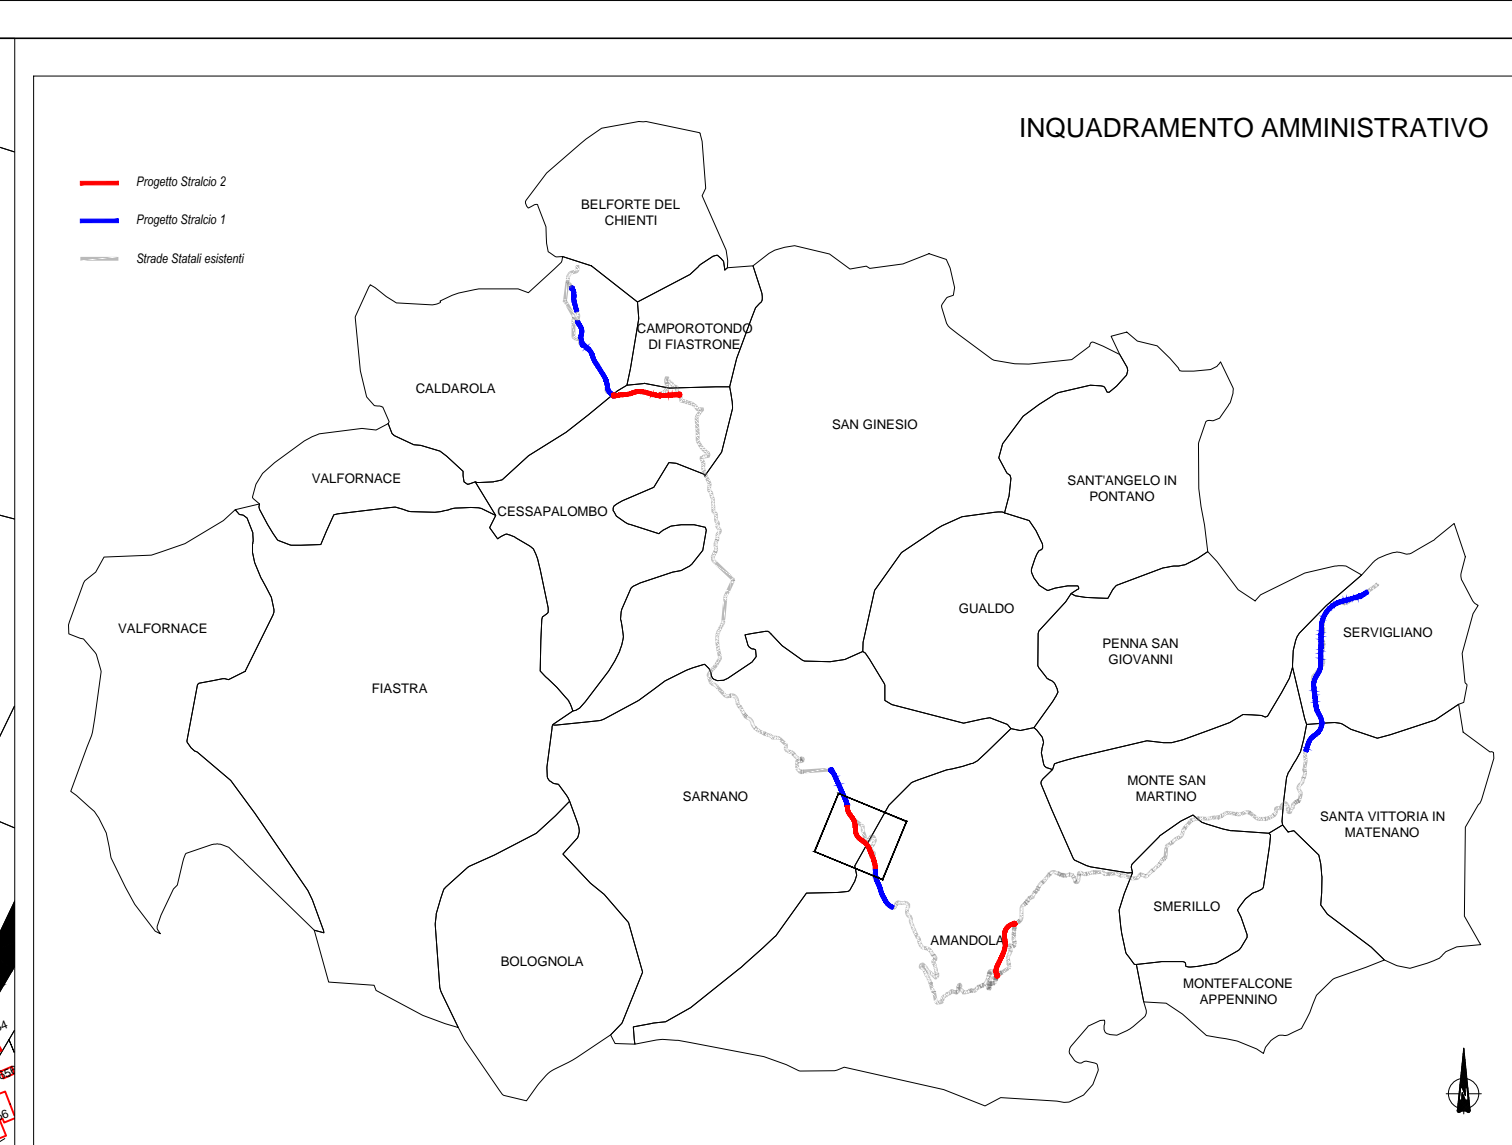 INQUADRAMENTO AMMINISTRATIVO
Progetto Stralcio 2
Progetto Stralcio 1
Strade Statali esistenti
BELFORTE DEL
CHIENTI
CAMPOROTONDO
DI FIASTRONE
CALDAROLA
SAN GINESIO
VALFORNACE
SANT'ANGELO IN
PONTANO
CESSAPALOMBO
GUALDO
VALFORNACE
SERVIGLIANO
PENNA SAN
GIOVANNI
FIASTRA
SARNANO
MONTE SAN
MARTINO
SANTA VITTORIA IN
MATENANO
SMERILLO
AMANDOLA
BOLOGNOLA
MONTEFALCONE
APPENNINO